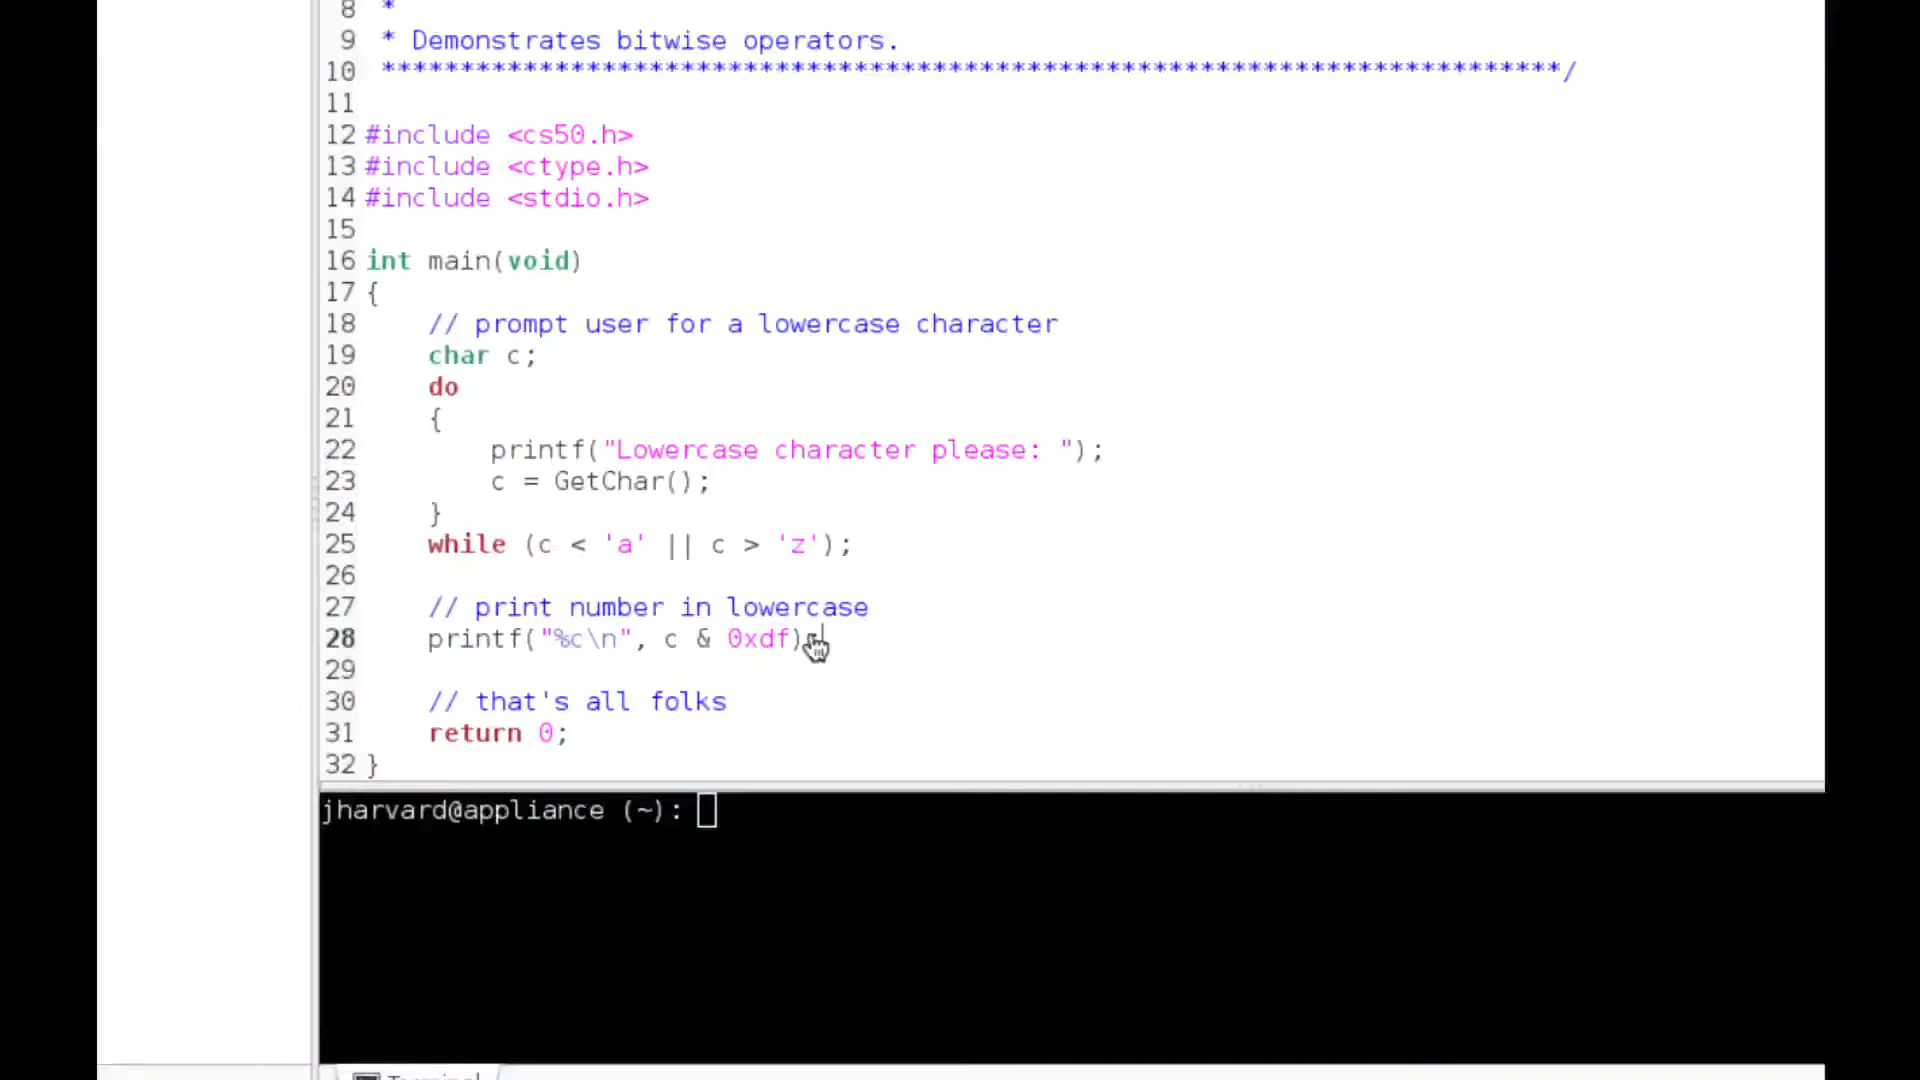 8 *
9 * Demonstrates bitwise operators.
10 ***************************************************************************/
11
12 #include <cs50.h>
13 #include <ctype.h>
14 #include <stdio.h>
15
16 int main(void)
17 {
18 // prompt user for a lowercase character
19 char c;
20 do
21 {
22 printf("Lowercase character please: ");
23 c = GetChar();
24 }
25 while (c < 'a' || c > 'z');
26
27 // print number in lowercase
28 printf("%c\n", c & 0xdf)
29
30 // that's all folks
31 return 0;
32 }
jharvard@appliance (~):
Terminal